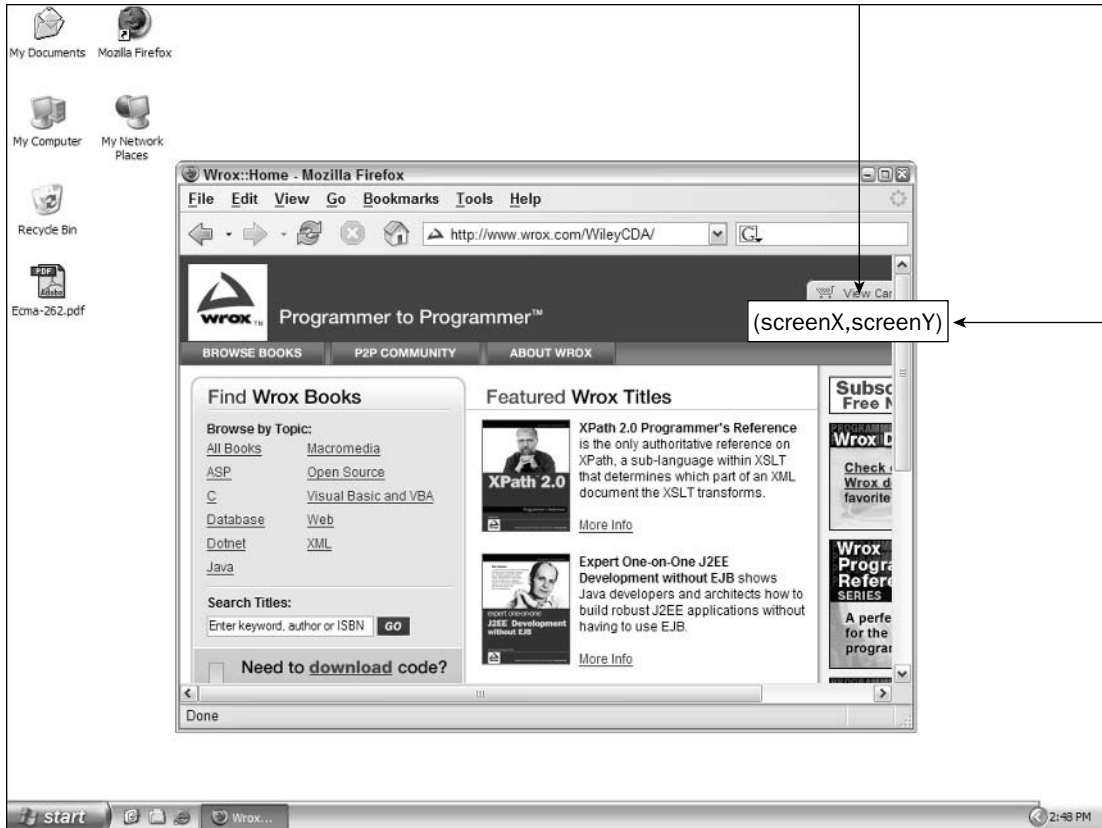 My Documents
Mozilla Firefox
My Computer
My Network Places
Recycle Bin
Ecma-262.pdf
Wrox::Home - Mozilla Firefox
File Edit View Go Bookmarks Tools Help
http://www.wrox.com/WileyCDA/
G
wrox TM
Programmer to Programmer™
View Car
(screenX,screenY)
BROWSE BOOKS P2P COMMUNITY ABOUT WROX
Find Wrox Books
Browse by Topic:
All Books Macromedia
ASP Open Source
C Visual Basic and VBA
Database Web
Dotnet XML
Java
Search Titles:
Enter keyword, author or ISBN GO
Need to download code?
Featured Wrox Titles
XPath 2.0
XPath 2.0 Programmer's Reference
is the only authoritative reference on
XPath, a sub-language within XSLT
that determines which part of an XML
document the XSLT transforms.
More Info
expert one-on-one
J2EE Development
without EJB
Expert One-on-One J2EE
Development without EJB shows
Java developers and architects how to
build robust J2EE applications without
having to use EJB.
More Info
Subsc
Free N
Wrox D
Check
Wrox d
favorite
Wrox
Progra
Refere
SERIES
A perfe
for the
prograr
Done
start
Wrox...
2:48 PM